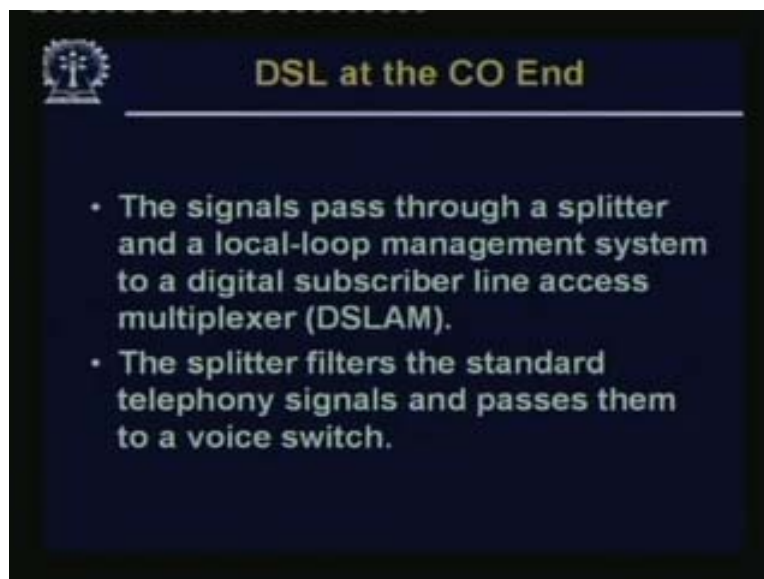 DSL at the CO End
• The signals pass through a splitter
and a local-loop management system
to a digital subscriber line access
multiplexer (DSLAM).
• The splitter filters the standard
telephony signals and passes them
to a voice switch.